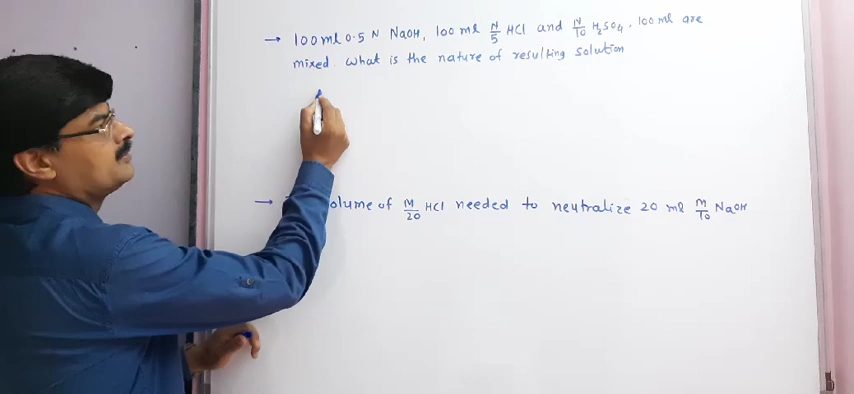 → 100 ml 0.5 N NaOH, 100 ml N/5 HCl and N/10 H₂SO₄. 100 ml are
mixed. What is the nature of resulting solution
→ olume of M/20 HCl needed to neutralize 20 ml M/10 NaOH